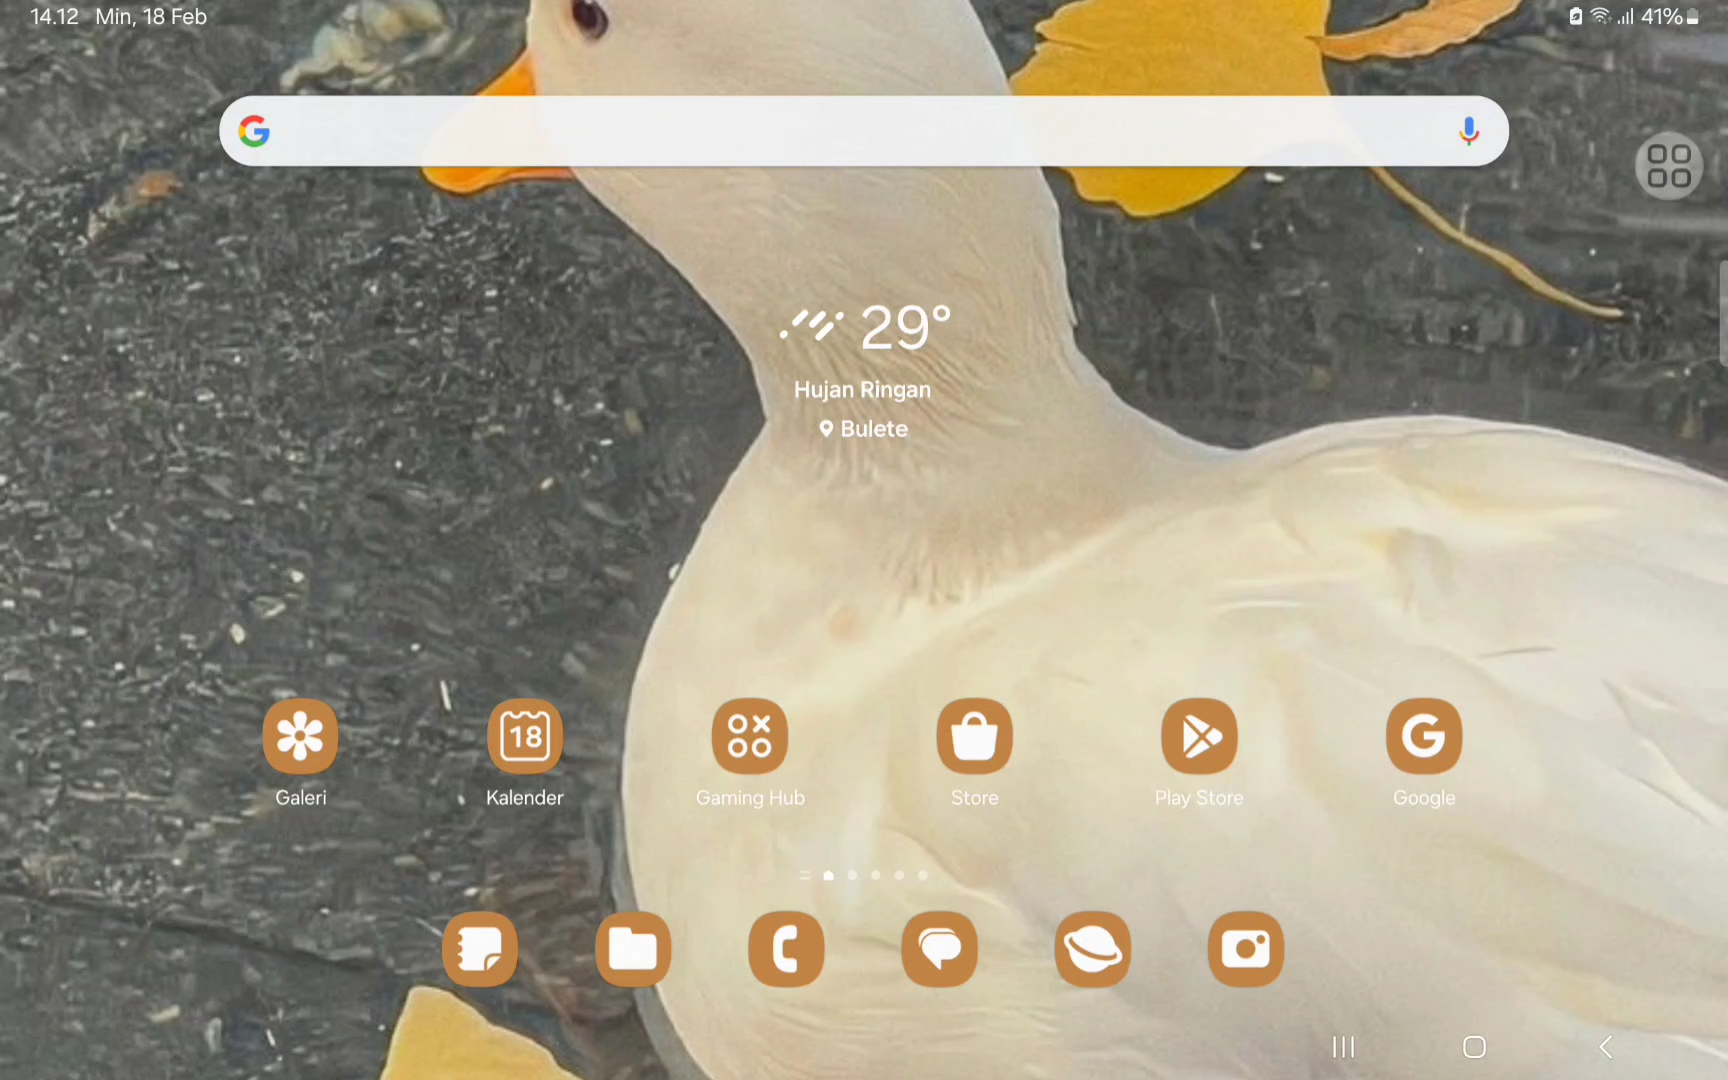 14.12 Min, 18 Feb 41%
29°
Hujan Ringan
Bulete
18
Galeri Kalender Gaming Hub Store Play Store Google